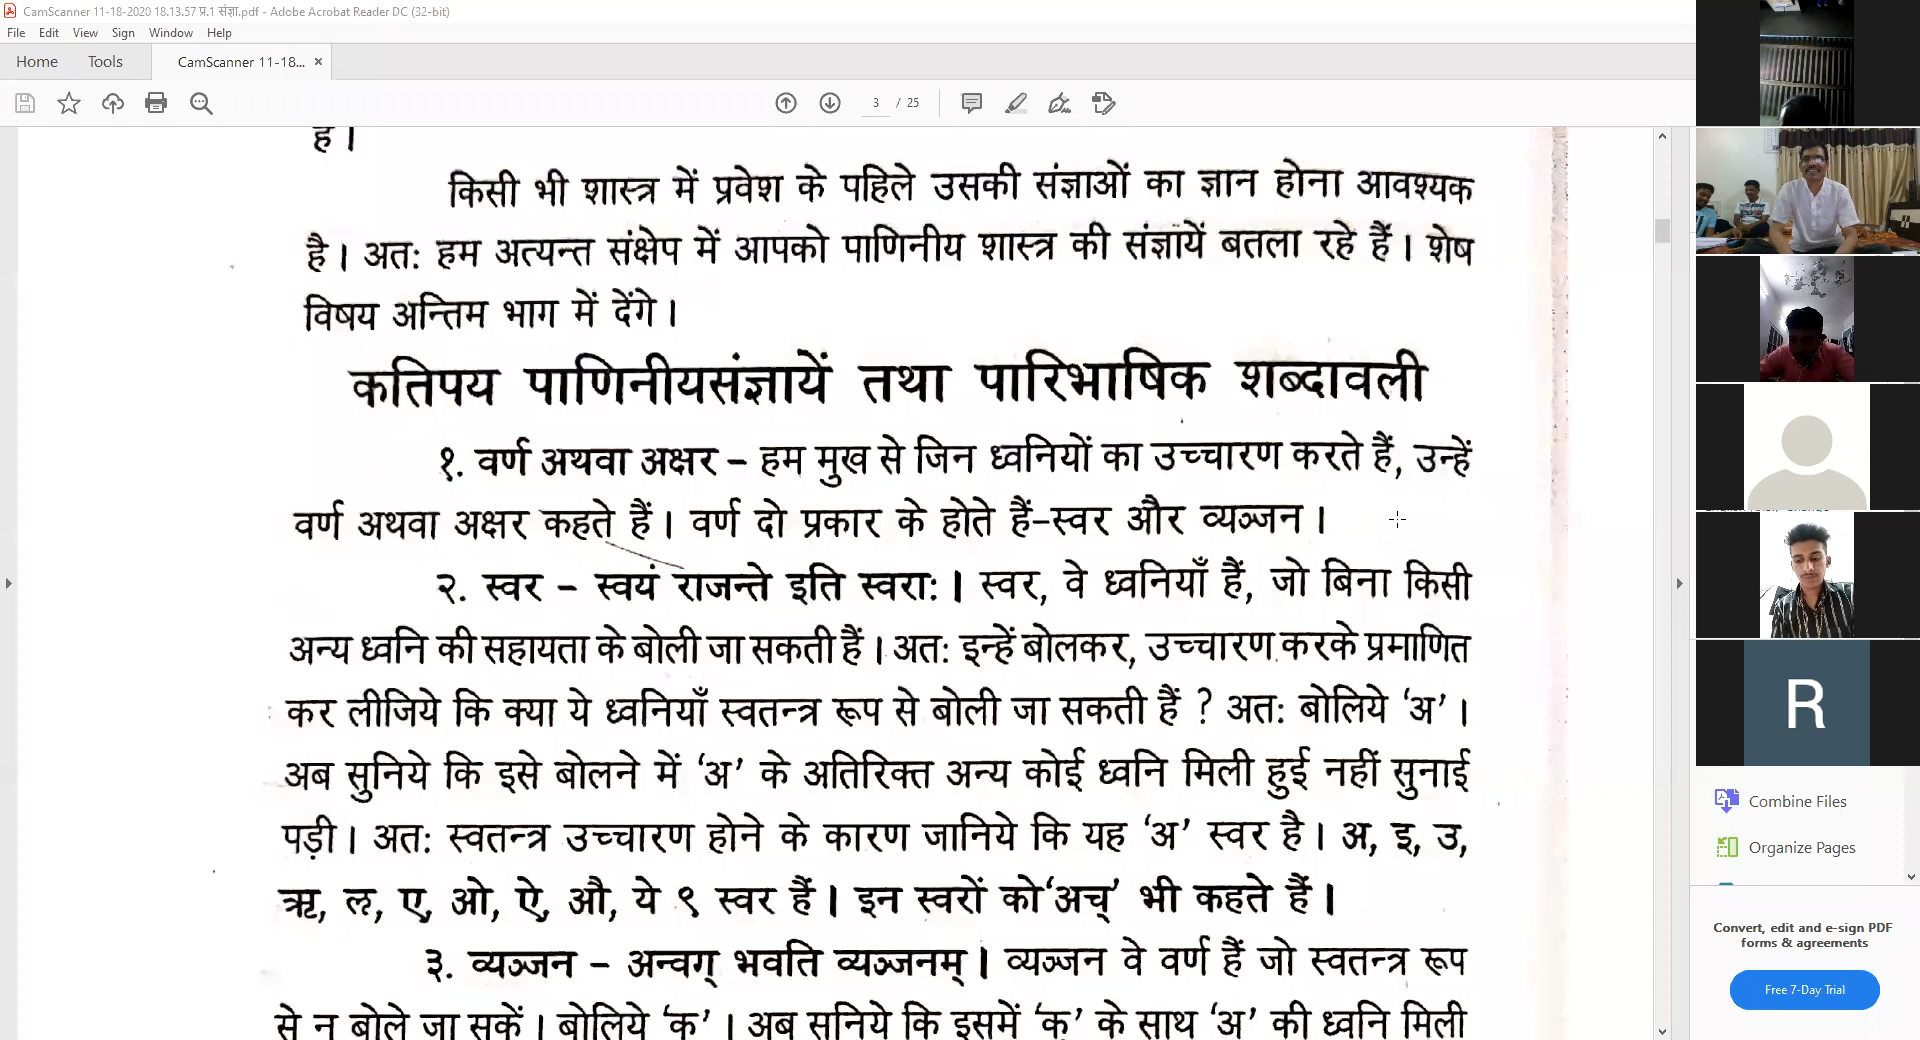 CamScanner 11-18-2020 18.13.57 प्र.1 संज्ञा.pdf - Adobe Acrobat Reader DC (32-bit)
File Edit View Sign Window Help
Home Tools CamScanner 11-18... ×
3 / 25
है।
किसी भी शास्त्र में प्रवेश के पहिले उसकी संज्ञाओं का ज्ञान होना आवश्यक
है। अत: हम अत्यन्त संक्षेप में आपको पाणिनीय शास्त्र की संज्ञायें बतला रहे हैं। शेष
विषय अन्तिम भाग में देंगे।
कतिपय पाणिनीयसंज्ञायें तथा पारिभाषिक शब्दावली
१. वर्ण अथवा अक्षर – हम मुख से जिन ध्वनियों का उच्चारण करते हैं, उन्हें
वर्ण अथवा अक्षर कहते हैं। वर्ण दो प्रकार के होते हैं–स्वर और व्यञ्जन।
२. स्वर – स्वयं राजन्ते इति स्वरा:। स्वर, वे ध्वनियाँ हैं, जो बिना किसी
अन्य ध्वनि की सहायता के बोली जा सकती हैं। अत: इन्हें बोलकर, उच्चारण करके प्रमाणित
कर लीजिये कि क्या ये ध्वनियाँ स्वतन्त्र रूप से बोली जा सकती हैं ? अत: बोलिये ‘अ’।
अब सुनिये कि इसे बोलने में ‘अ’ के अतिरिक्त अन्य कोई ध्वनि मिली हुई नहीं सुनाई
पड़ी। अत: स्वतन्त्र उच्चारण होने के कारण जानिये कि यह ‘अ’ स्वर है। अ, इ, उ,
ऋ, ल, ए, ओ, ऐ, औ, ये ९ स्वर हैं। इन स्वरों को ‘अच्’ भी कहते हैं।
३. व्यञ्जन – अन्वग् भवति व्यञ्जनम्। व्यञ्जन वे वर्ण हैं जो स्वतन्त्र रूप
से न बोले जा सकें। बोलिये ‘क’। अब सुनिये कि इसमें ‘क्’ के साथ ‘अ’ की ध्वनि मिली
R
Combine Files
Organize Pages
Convert, edit and e-sign PDF
forms & agreements
Free 7-Day Trial